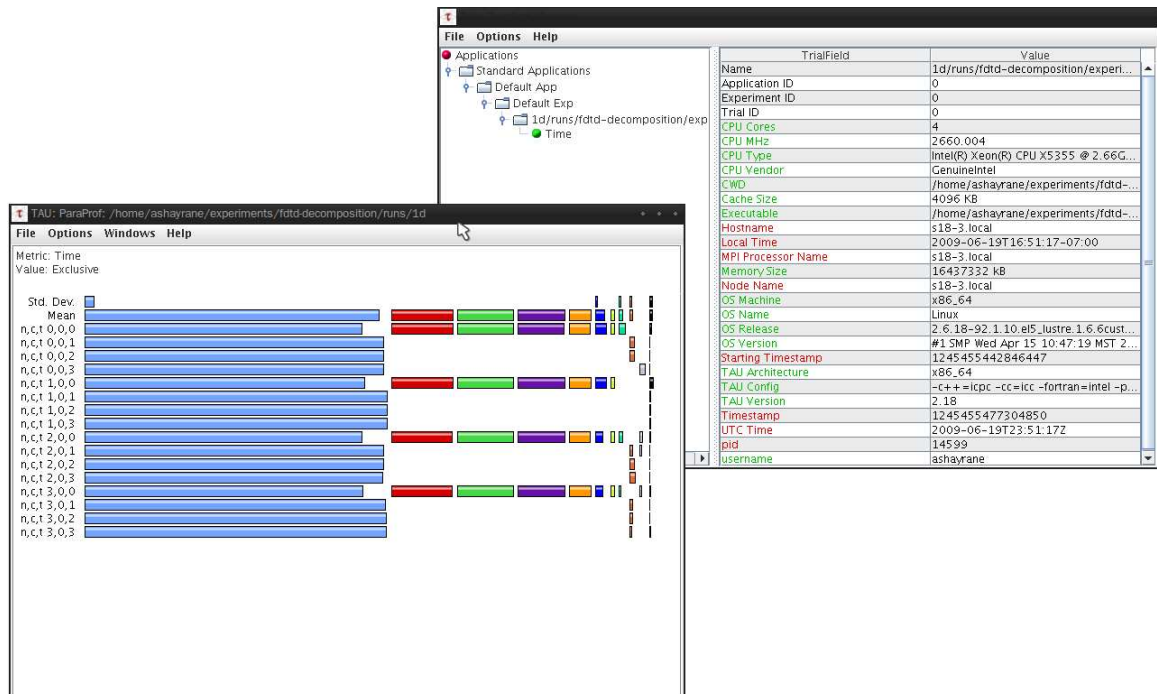 File Options Help
Applications
Standard Applications
Default App
Default Exp
1d/runs/fdtd-decomposition/exp
Time
TrialField Value
Name 1d/runs/fdtd-decomposition/experi...
Application ID 0
Experiment ID 0
Trial ID 0
CPU Cores 4
CPU MHz 2660.004
CPU Type Intel(R) Xeon(R) CPU X5355 @ 2.66G...
CPU Vendor GenuineIntel
CWD /home/ashayrane/experiments/fdtd-...
Cache Size 4096 KB
Executable /home/ashayrane/experiments/fdtd-...
Hostname s18-3.local
Local Time 2009-06-19T16:51:17-07:00
MPI Processor Name s18-3.local
Memory Size 16437332 kB
Node Name s18-3.local
OS Machine x86_64
OS Name Linux
OS Release 2.6.18-92.1.10.el5_lustre.1.6.6cust...
OS Version #1 SMP Wed Apr 15 10:47:19 MST 2...
Starting Timestamp 1245455442846447
TAU Architecture x86_64
TAU Config -c++=icpc -cc=icc -fortran=intel -p...
TAU Version 2.18
Timestamp 1245455477304850
UTC Time 2009-06-19T23:51:17Z
pid 14599
username ashayrane
TAU: ParaProf: /home/ashayrane/experiments/fdtd-decomposition/runs/1d
File Options Windows Help
Metric: Time
Value: Exclusive
Std. Dev.
Mean
n,c,t 0,0,0
n,c,t 0,0,1
n,c,t 0,0,2
n,c,t 0,0,3
n,c,t 1,0,0
n,c,t 1,0,1
n,c,t 1,0,2
n,c,t 1,0,3
n,c,t 2,0,0
n,c,t 2,0,1
n,c,t 2,0,2
n,c,t 2,0,3
n,c,t 3,0,0
n,c,t 3,0,1
n,c,t 3,0,2
n,c,t 3,0,3